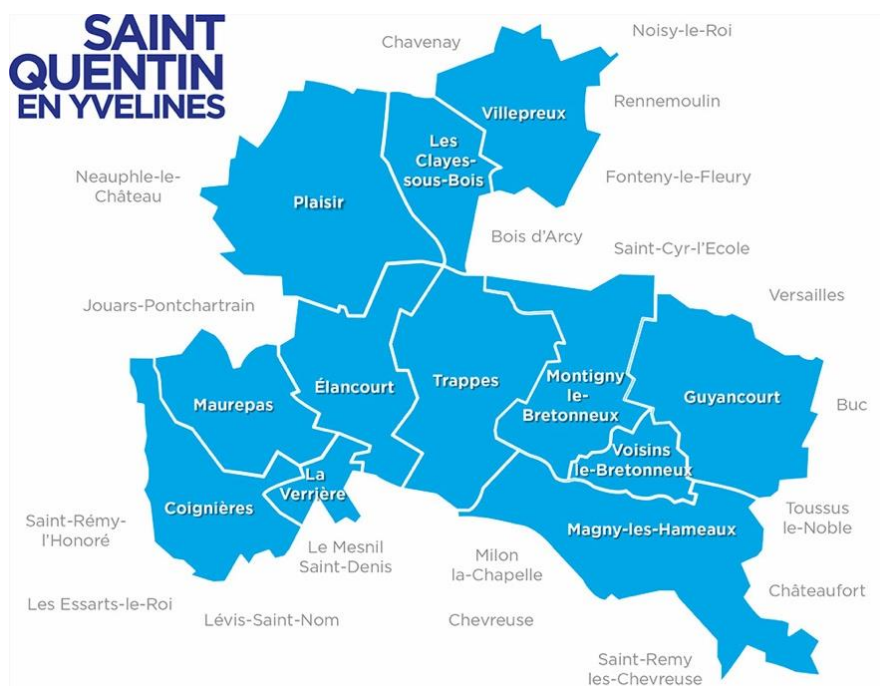 SAINT
QUENTIN
EN YVELINES
Chavenay
Noisy-le-Roi
Villepreux
Rennemoulin
Les
Clayes-
sous-Bois
Neauphle-le-
Château
Fonteny-le-Fleury
Plaisir
Bois d'Arcy
Saint-Cyr-l'Ecole
Versailles
Jouars-Pontchartrain
Élancourt
Trappes
Montigny
le-
Bretonneux
Maurepas
Guyancourt
Buc
Voisins
le-Bretonneux
La
Verrière
Coignières
Magny-les-Hameaux
Toussus
le-Noble
Saint-Rémy-
l'Honoré
Le Mesnil
Saint-Denis
Milon
la-Chapelle
Châteaufort
Les Essarts-le-Roi
Lévis-Saint-Nom
Chevreuse
Saint-Remy
les-Chevreuse